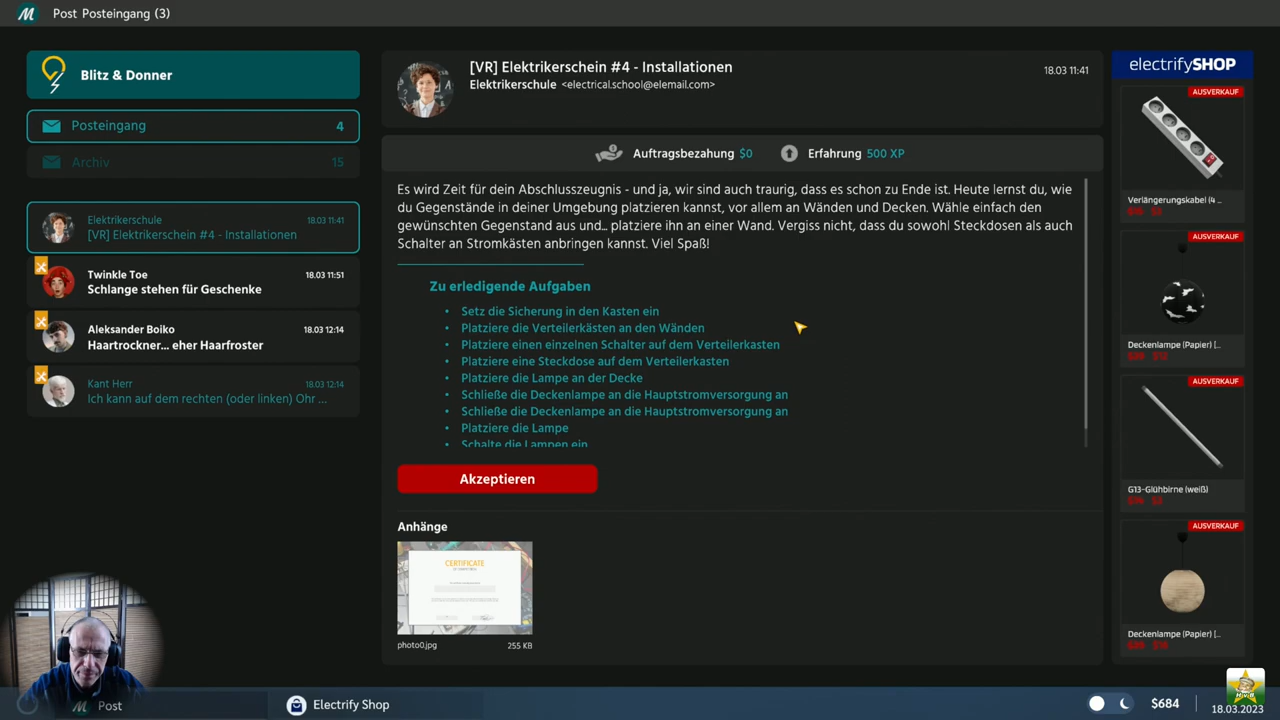 Post Posteingang (3)
Blitz & Donner
Posteingang 4
Archiv 15
Elektrikerschule 18.03 11:41
[VR] Elektrikerschein #4 - Installationen
Twinkle Toe 18.03 11:51
Schlange stehen für Geschenke
Aleksander Boiko 18.03 12:14
Haartrockner... eher Haarfroster
Kant Herr 18.03 12:14
Ich kann auf dem rechten (oder linken) Ohr ...
[VR] Elektrikerschein #4 - Installationen
Elektrikerschule <electrical.school@elemail.com>
18.03 11:41
Auftragsbezahlung $0 Erfahrung 500 XP
Es wird Zeit für dein Abschlusszeugnis - und ja, wir sind auch traurig, dass es schon zu Ende ist. Heute lernst du, wie
du Gegenstände in deiner Umgebung platzieren kannst, vor allem an Wänden und Decken. Wähle einfach den
gewünschten Gegenstand aus und... platziere ihn an einer Wand. Vergiss nicht, dass du sowohl Steckdosen als auch
Schalter an Stromkästen anbringen kannst. Viel Spaß!
Zu erledigende Aufgaben
• Setz die Sicherung in den Kasten ein
• Platziere die Verteilerkästen an den Wänden
• Platziere einen einzelnen Schalter auf dem Verteilerkasten
• Platziere eine Steckdose auf dem Verteilerkasten
• Platziere die Lampe an der Decke
• Schließe die Deckenlampe an die Hauptstromversorgung an
• Schließe die Deckenlampe an die Hauptstromversorgung an
• Platziere die Lampe
• Schalte die Lampen ein
Akzeptieren
Anhänge
CERTIFICATE
photo0.jpg 255 KB
electrifySHOP
AUSVERKAUF
Verlängerungskabel (4 ...
AUSVERKAUF
Deckenlampe (Papier) [...
AUSVERKAUF
G13-Glühbirne (weiß)
AUSVERKAUF
Deckenlampe (Papier) [...
Post
Electrify Shop
$684
18.03.2023